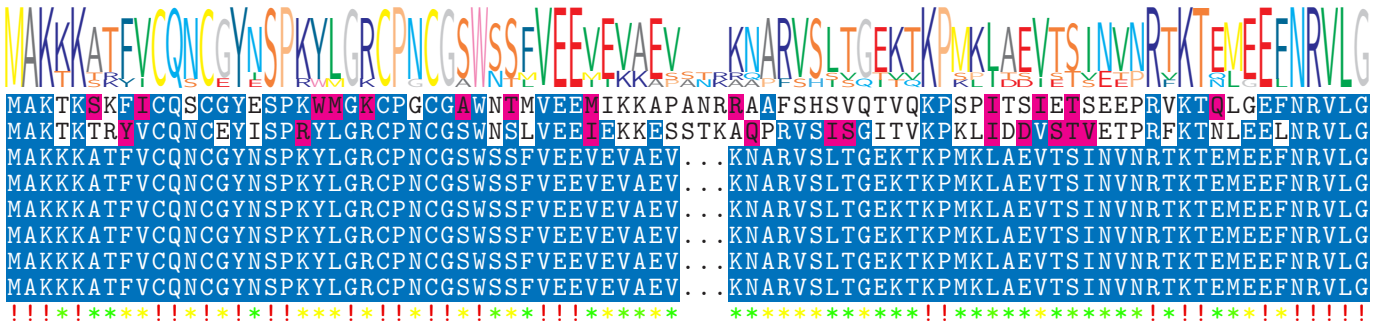 MAKKKATFVCQNCGYNSPKYLGRCPNCGSWSSFVEEVEVAEV KNARVSLTGEKTKPMKLAEVTSINVNRTKTEMEEFNRVLG
MAKTKSKFICQSCGYESPKWMGKCPGCGAWNTMVEEMIKKAPANRRAAFSHSVQTVQKPSPITSIETSEEPRVKTQLGEFNRVLG
MAKTKTRYVCQNCEYISPRYLGRCPNCGSWNSLVEEIEKKESSTKAQPRVSISGITVKPKLIDDVSTVETPRFKTNLEELNRVLG
MAKKKATFVCQNCGYNSPKYLGRCPNCGSWSSFVEEVEVAEV...KNARVSLTGEKTKPMKLAEVTSINVNRTKTEMEEFNRVLG
MAKKKATFVCQNCGYNSPKYLGRCPNCGSWSSFVEEVEVAEV...KNARVSLTGEKTKPMKLAEVTSINVNRTKTEMEEFNRVLG
MAKKKATFVCQNCGYNSPKYLGRCPNCGSWSSFVEEVEVAEV...KNARVSLTGEKTKPMKLAEVTSINVNRTKTEMEEFNRVLG
MAKKKATFVCQNCGYNSPKYLGRCPNCGSWSSFVEEVEVAEV...KNARVSLTGEKTKPMKLAEVTSINVNRTKTEMEEFNRVLG
MAKKKATFVCQNCGYNSPKYLGRCPNCGSWSSFVEEVEVAEV...KNARVSLTGEKTKPMKLAEVTSINVNRTKTEMEEFNRVLG
MAKKKATFVCQNCGYNSPKYLGRCPNCGSWSSFVEEVEVAEV...KNARVSLTGEKTKPMKLAEVTSINVNRTKTEMEEFNRVLG
!!!*!****!!*!*!*!!***!*!!*!!*!***!!!****** ************!!************!*!!***!*!!!!!